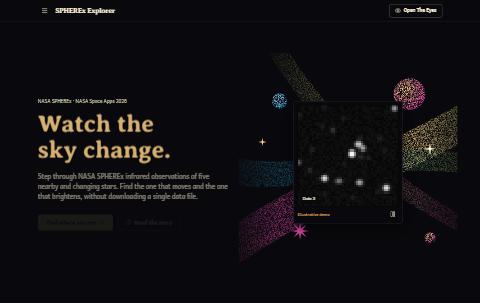 SPHEREx Explorer
Open The Eyes
NASA SPHEREx · NASA Space Apps 2026
Watch the
sky change.
Step through NASA SPHEREx infrared observations of five
nearby and changing stars. Find the one that moves and the one
that brightens, without downloading a single data file.
Read the story
Illustrative demo